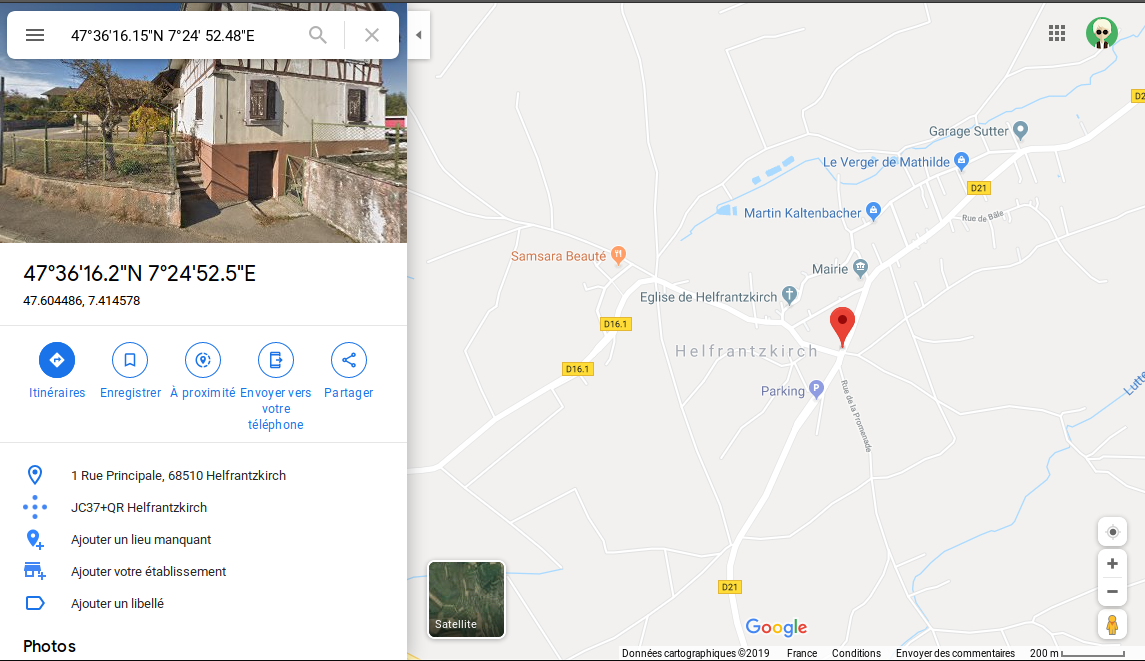 47°36'16.15"N 7°24' 52.48"E
47°36'16.2"N 7°24'52.5"E
47.604486, 7.414578
Itinéraires
Enregistrer
À proximité
Envoyer vers
votre
téléphone
Partager
1 Rue Principale, 68510 Helfrantzkirch
JC37+QR Helfrantzkirch
Ajouter un lieu manquant
Ajouter votre établissement
Ajouter un libellé
Photos
Garage Sutter
Le Verger de Mathilde
D21
Martin Kaltenbacher
Rue de Bâle
Samsara Beauté
Mairie
Eglise de Helfrantzkirch
D16.1
Helfrantzkirch
D16.1
Parking
P
Rue de la Promenade
D21
Satellite
Google
Données cartographiques ©2019 France Conditions Envoyer des commentaires 200 m